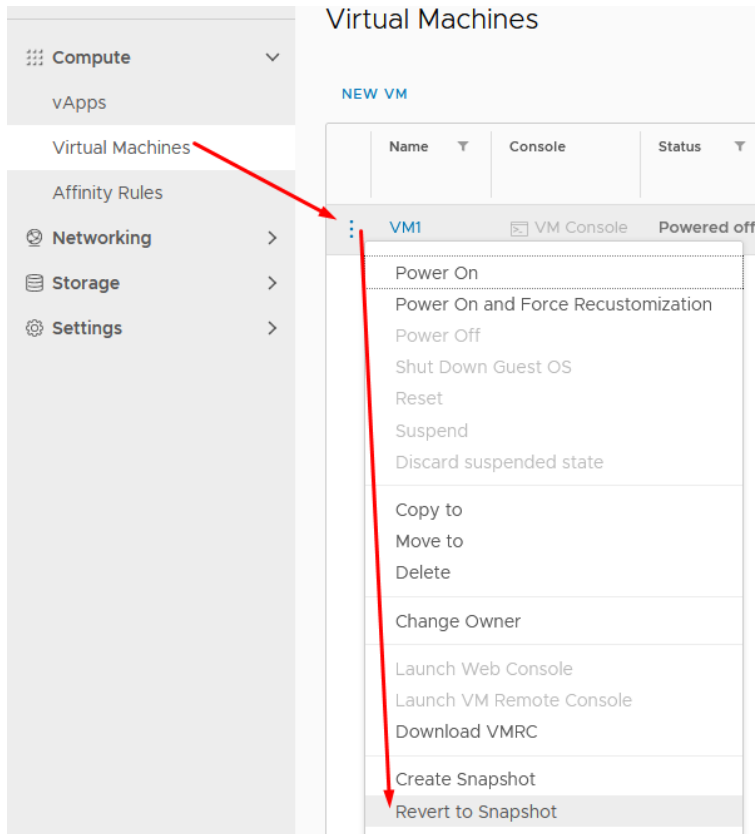 Virtual Machines
Compute
vApps
Virtual Machines
Affinity Rules
Networking
Storage
Settings
NEW VM
Name Console Status
VM1 VM Console Powered off
Power On
Power On and Force Recustomization
Power Off
Shut Down Guest OS
Reset
Suspend
Discard suspended state
Copy to
Move to
Delete
Change Owner
Launch Web Console
Launch VM Remote Console
Download VMRC
Create Snapshot
Revert to Snapshot